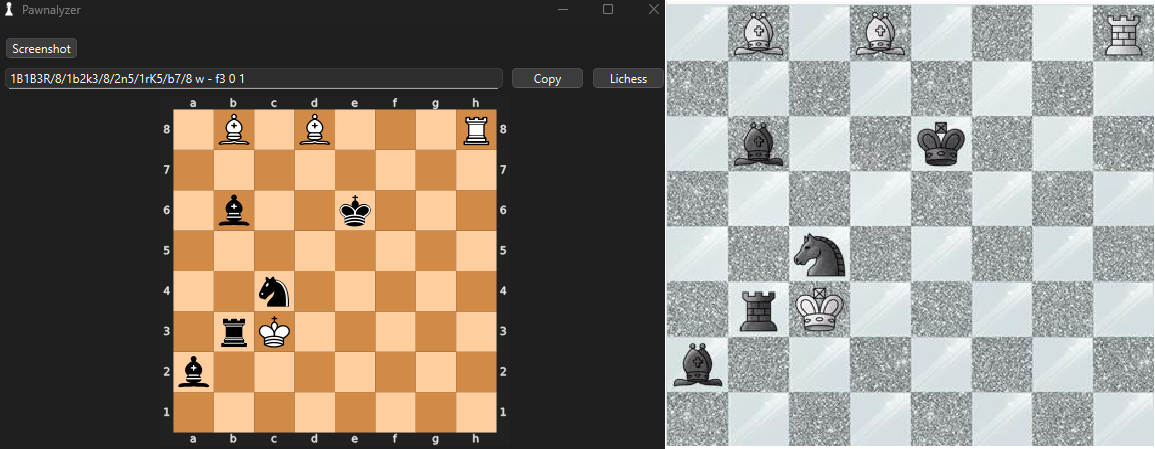 Pawnalyzer
Screenshot
1B1B3R/8/1b2k3/8/2n5/1rK5/b7/8 w - f3 0 1
Copy
Lichess
a b c d e f g h
8 8
7 7
6 6
5 5
4 4
3 3
2 2
1 1
a b c d e f g h